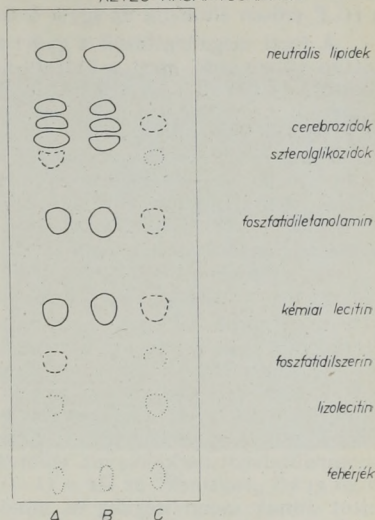 neutrális lipidek
cerebrozidok
szterolglikozidok
foszfatidiletanolamin
kémiai lecitin
foszfatidilszerin
lizolecitin
fehérjék
A B C